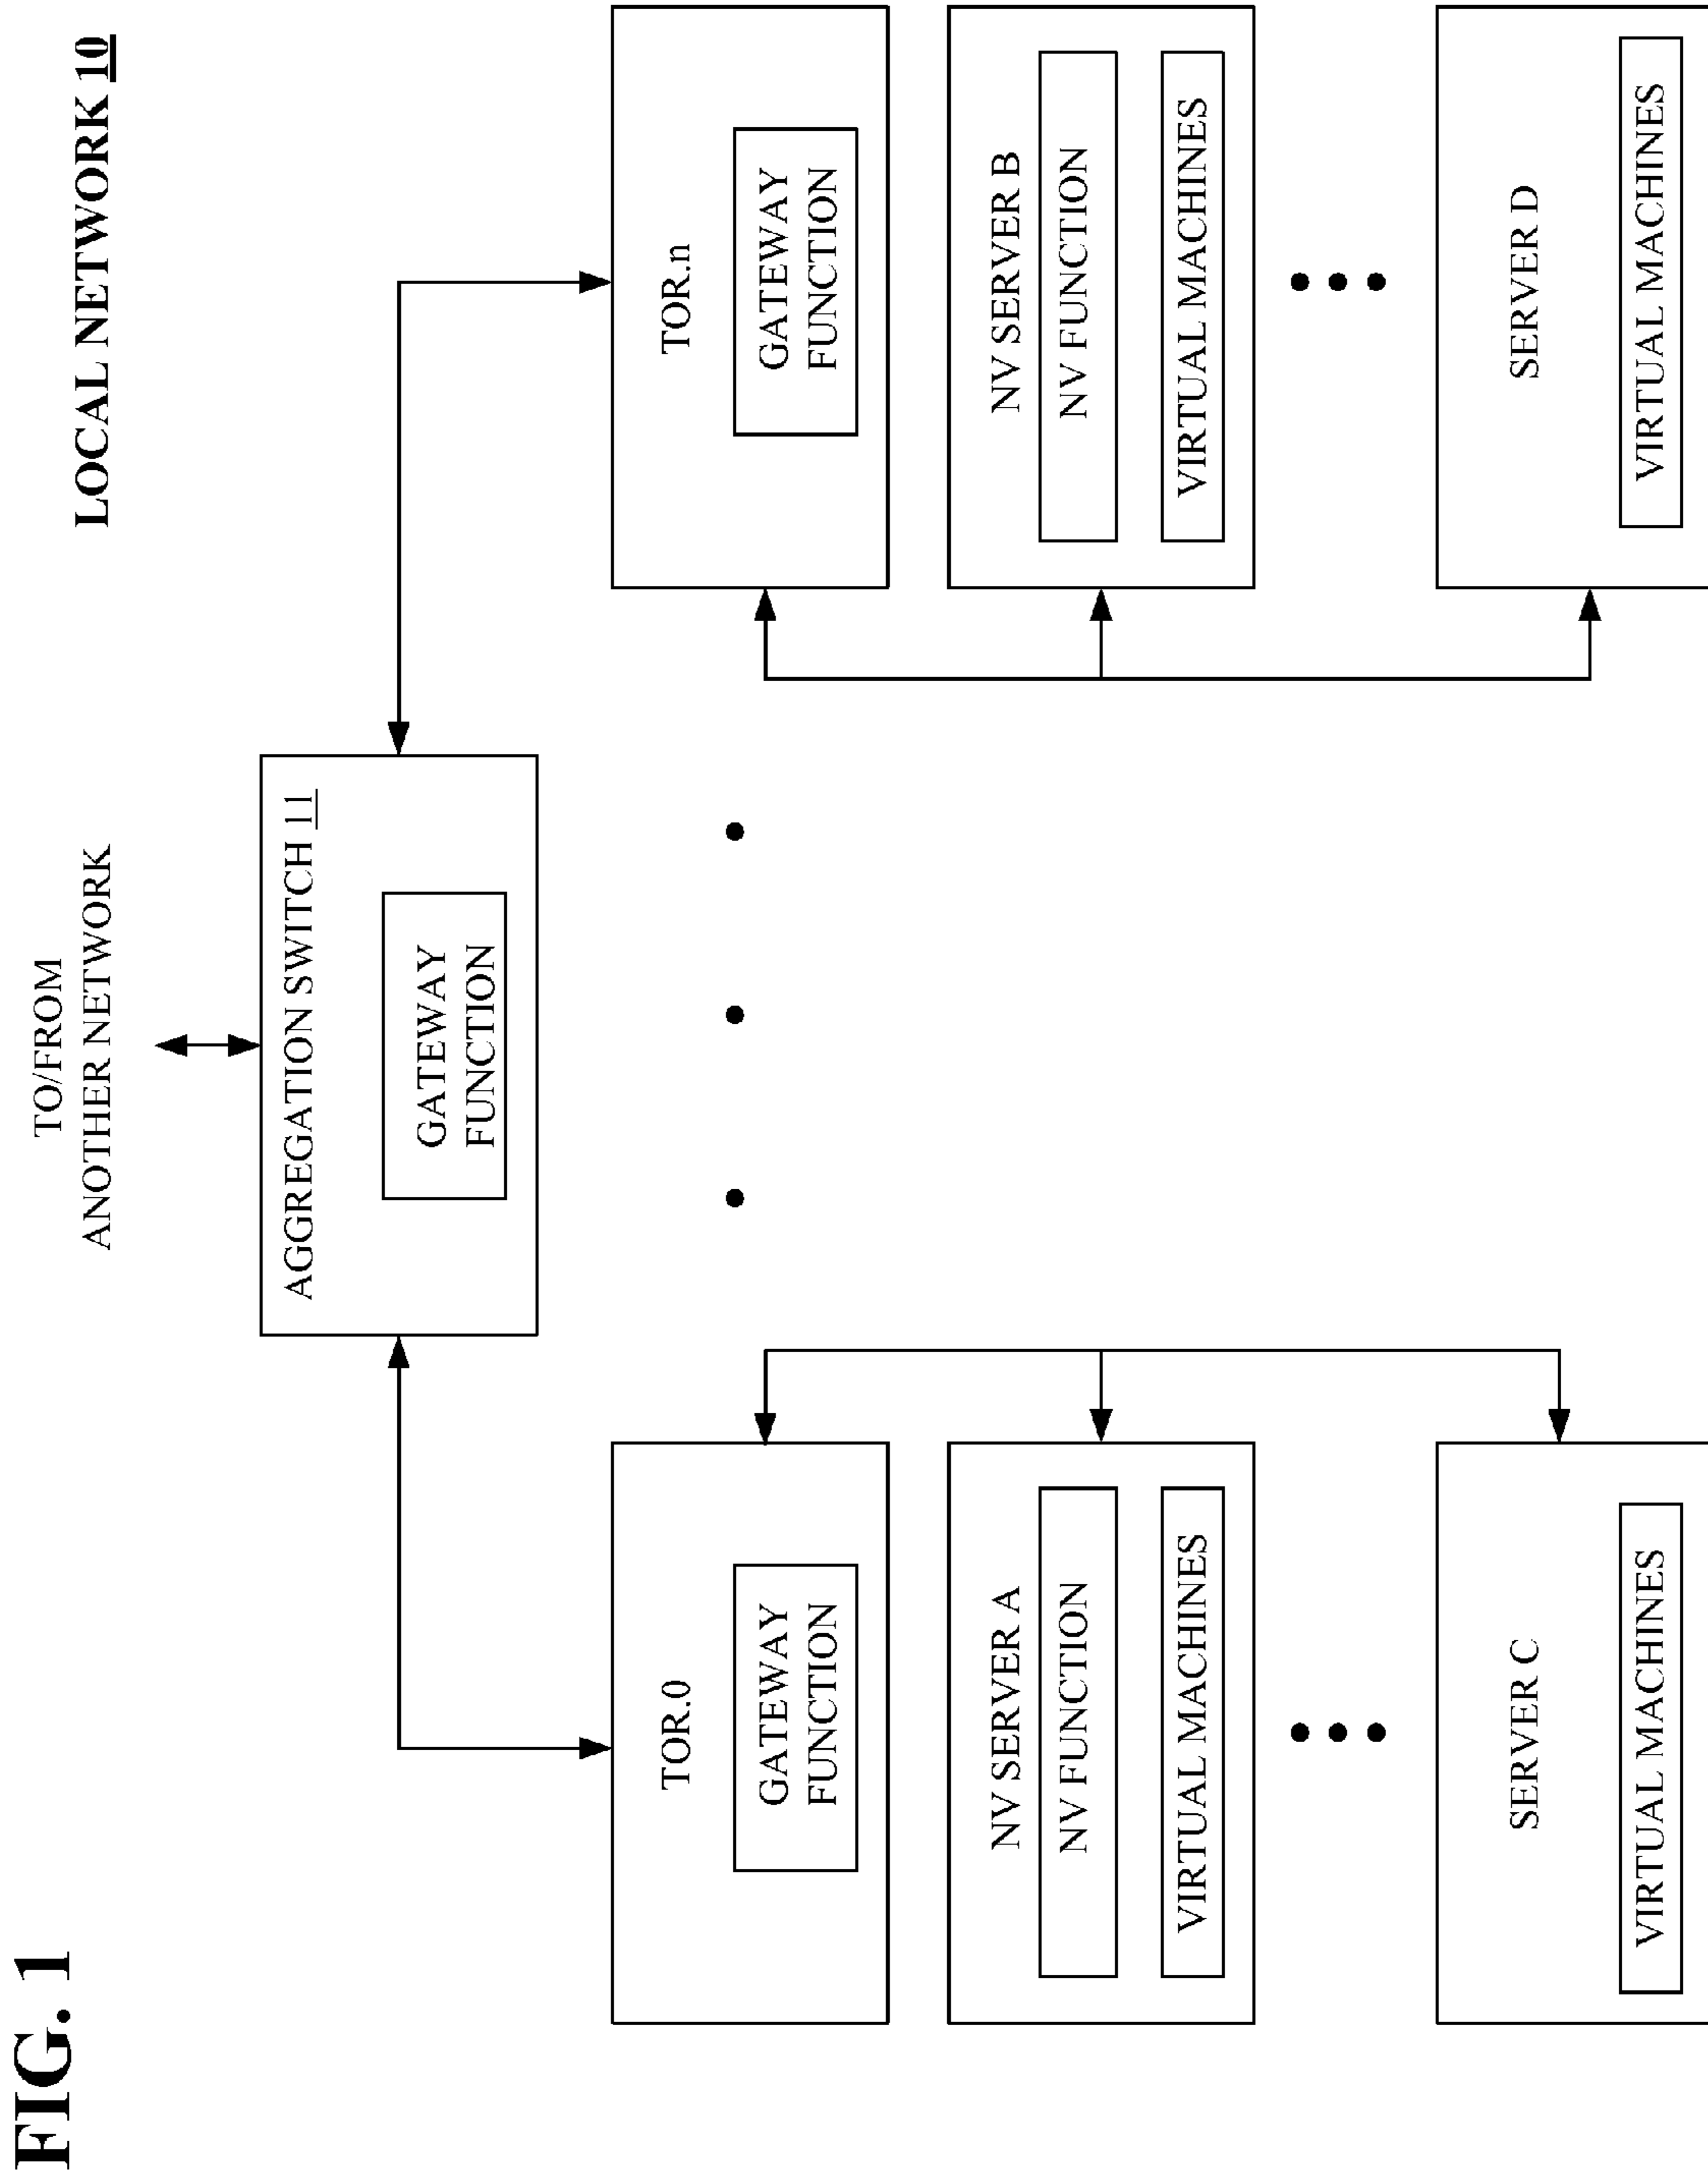 FIG. 1
LOCAL NETWORK 10
TO/FROM
ANOTHER NETWORK
AGGREGATION SWITCH 11
GATEWAY
FUNCTION
TOR.0
GATEWAY
FUNCTION
NV SERVER A
NV FUNCTION
VIRTUAL MACHINES
SERVER C
VIRTUAL MACHINES
TOR.n
GATEWAY
FUNCTION
NV SERVER B
NV FUNCTION
VIRTUAL MACHINES
SERVER D
VIRTUAL MACHINES